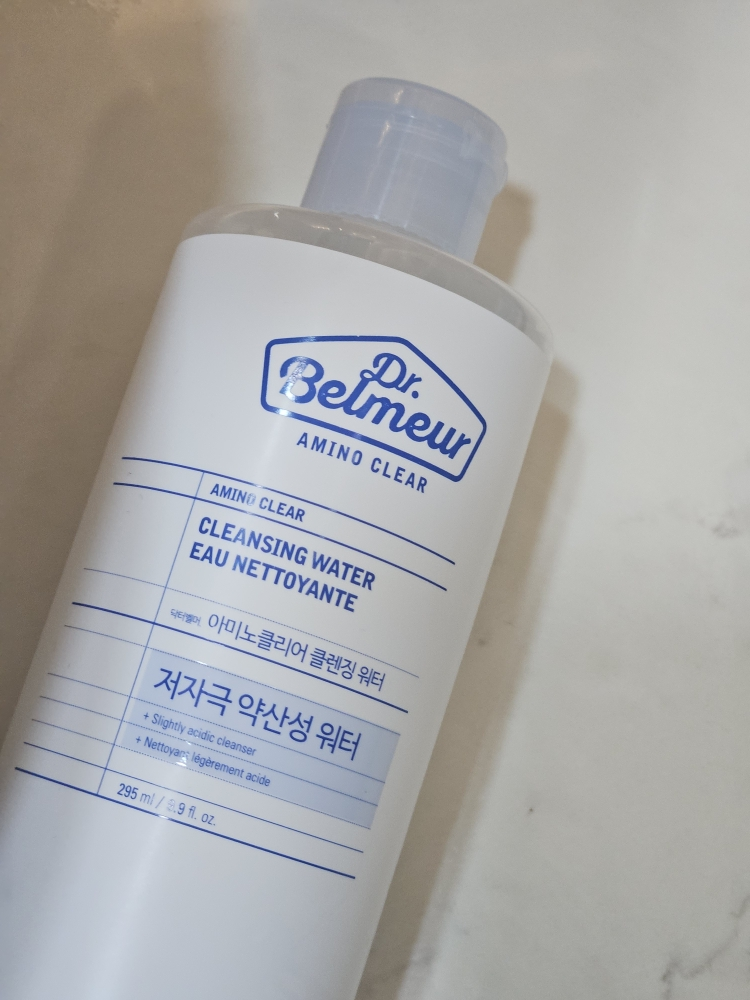 Dr.
Belmeur
AMINO CLEAR
AMINO CLEAR
CLEANSING WATER
EAU NETTOYANTE
닥터벨머 아미노클리어 클렌징 워터
저자극 약산성 워터
+ Slightly acidic cleanser
+ Nettoyant légèrement acide
295 ml / 9.9 fl. oz.